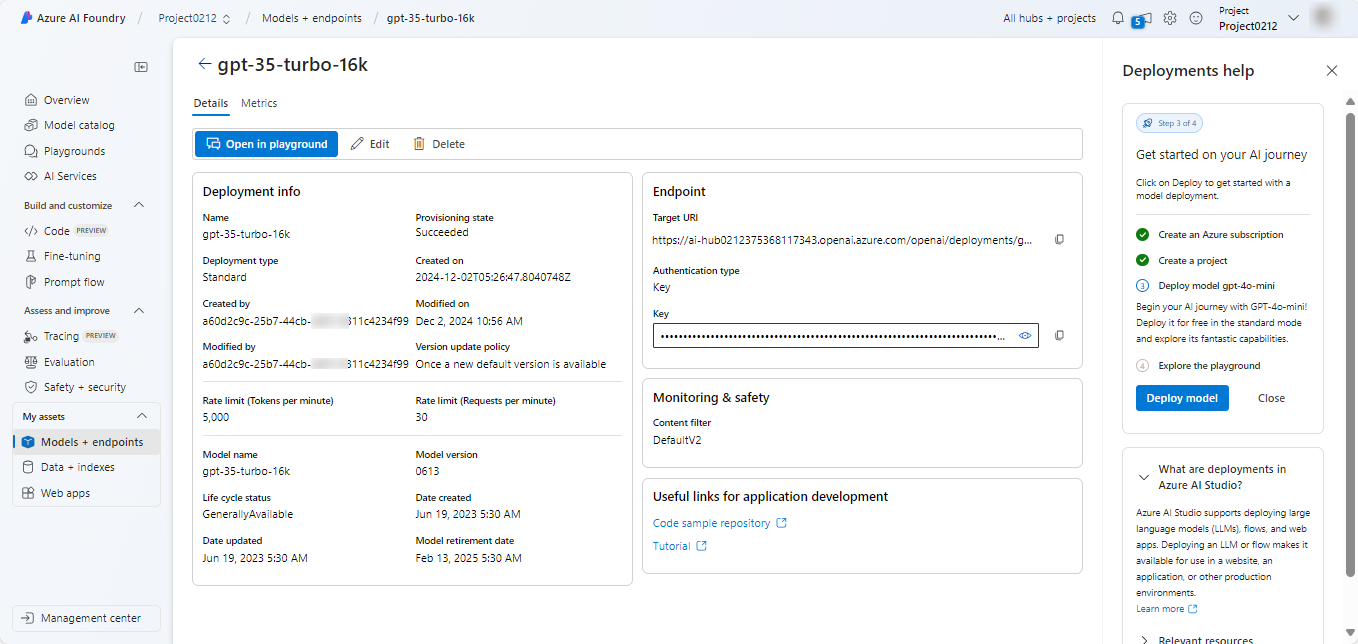 Azure AI Foundry / Project0212 / Models + endpoints / gpt-35-turbo-16k
All hubs + projects
5
Project
Project0212
Overview
Model catalog
Playgrounds
AI Services
Build and customize
Code PREVIEW
Fine-tuning
Prompt flow
Assess and improve
Tracing PREVIEW
Evaluation
Safety + security
My assets
Models + endpoints
Data + indexes
Web apps
Management center
gpt-35-turbo-16k
Details Metrics
Open in playground Edit Delete
Deployment info
Name
gpt-35-turbo-16k
Provisioning state
Succeeded
Deployment type
Standard
Created on
2024-12-02T05:26:47.8040748Z
Created by
a60d2c9c-25b7-44cb- 311c4234f99
Modified on
Dec 2, 2024 10:56 AM
Modified by
a60d2c9c-25b7-44cb- 311c4234f99
Version update policy
Once a new default version is available
Rate limit (Tokens per minute)
5,000
Rate limit (Requests per minute)
30
Model name
gpt-35-turbo-16k
Model version
0613
Life cycle status
GenerallyAvailable
Date created
Jun 19, 2023 5:30 AM
Date updated
Jun 19, 2023 5:30 AM
Model retirement date
Feb 13, 2025 5:30 AM
Endpoint
Target URI
https://ai-hub0212375368117343.openai.azure.com/openai/deployments/g...
Authentication type
Key
Key
Monitoring & safety
Content filter
DefaultV2
Useful links for application development
Code sample repository
Tutorial
Deployments help
Step 3 of 4
Get started on your AI journey
Click on Deploy to get started with a
model deployment.
Create an Azure subscription
Create a project
3 Deploy model gpt-4o-mini
Begin your AI journey with GPT-4o-mini!
Deploy it for free in the standard mode
and explore its fantastic capabilities.
4 Explore the playground
Deploy model Close
What are deployments in
Azure AI Studio?
Azure AI Studio supports deploying large
language models (LLMs), flows, and web
apps. Deploying an LLM or flow makes it
available for use in a website, an
application, or other production
environments.
Learn more
Relevant resources